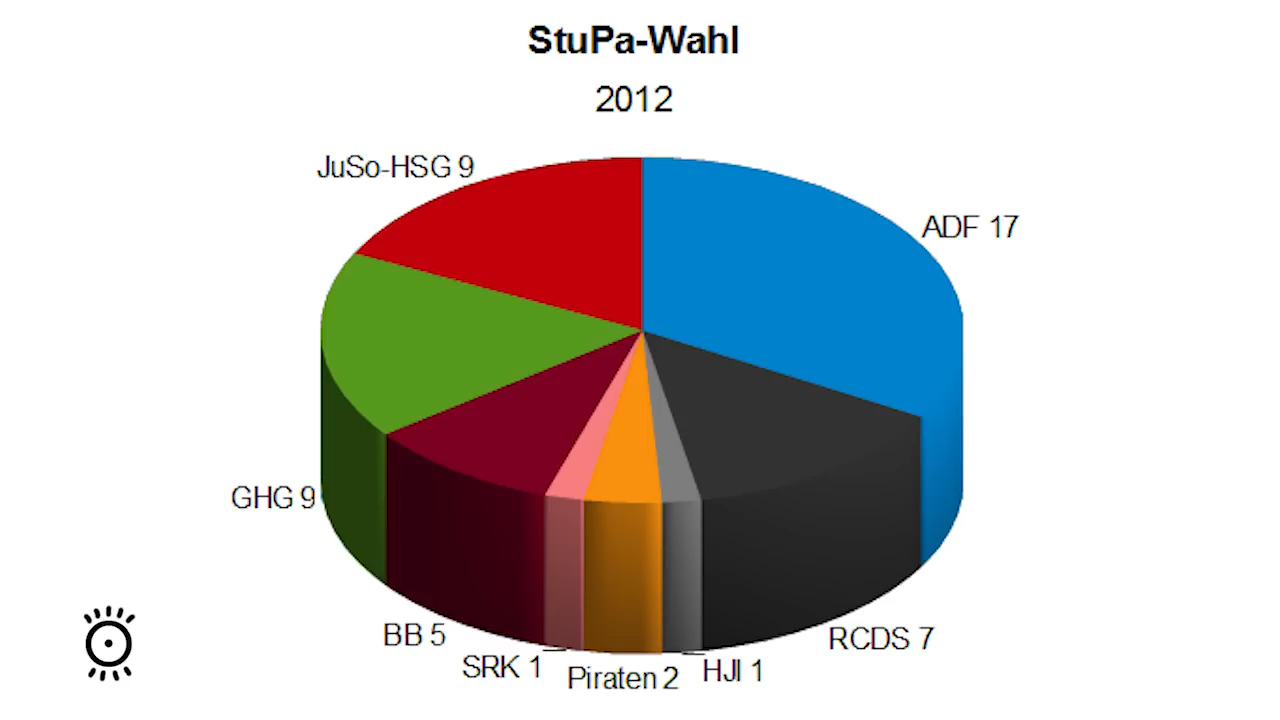 StuPa-Wahl
2012
JuSo-HSG 9
ADF 17
GHG 9
BB 5
SRK 1
Piraten 2
HJI 1
RCDS 7